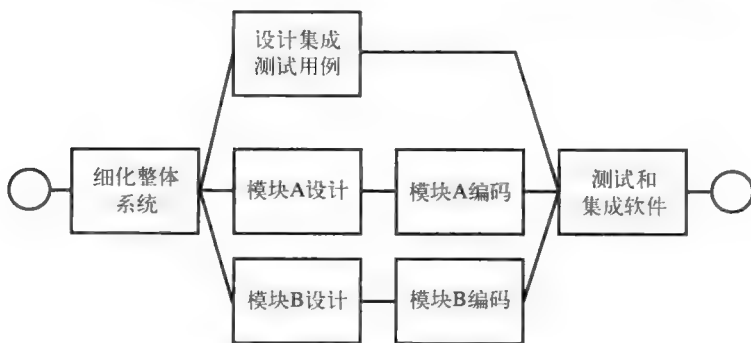 设计集成
测试用例
细化整体
系统
模块A设计
模块A编码
测试和
集成软件
模块B设计
模块B编码